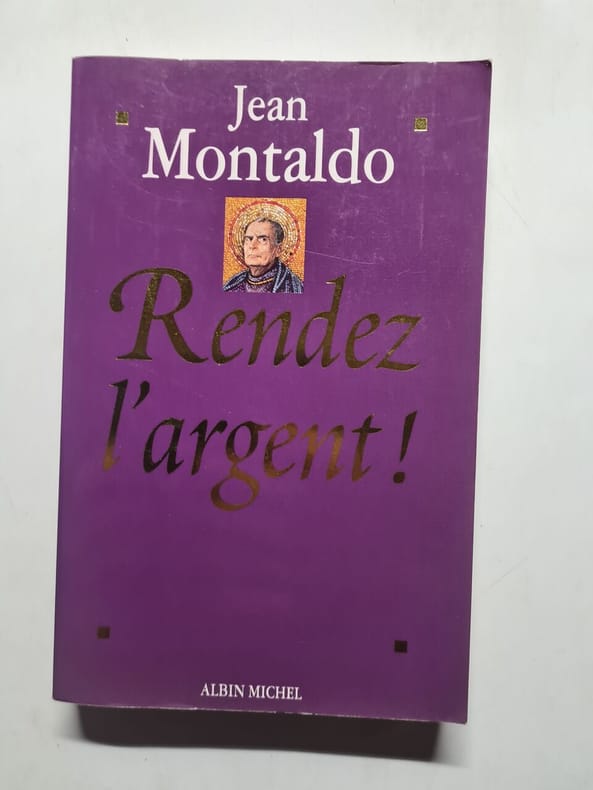 Jean
Montaldo
Rendez
l'argent !
ALBIN MICHEL